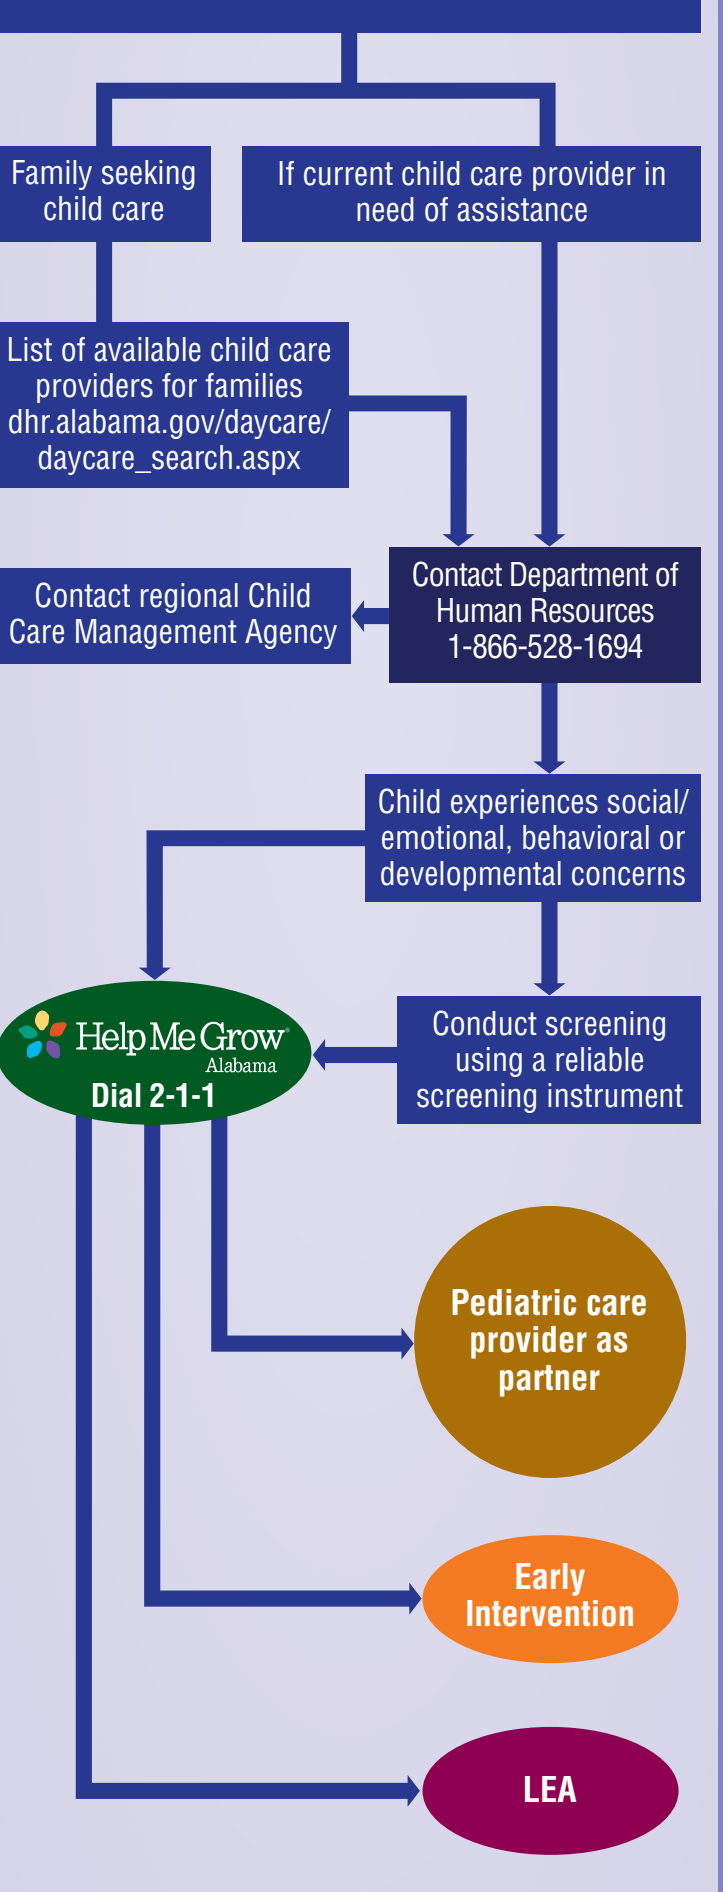 Family seeking
child care
If current child care provider in
need of assistance
List of available child care
providers for families
dhr.alabama.gov/daycare/
daycare_search.aspx
Contact Department of
Human Resources
1-866-528-1694
Contact regional Child
Care Management Agency
Child experiences social/
emotional, behavioral or
developmental concerns
Help Me Grow®
Alabama
Dial 2-1-1
Conduct screening
using a reliable
screening instrument
Pediatric care
provider as
partner
Early
Intervention
LEA